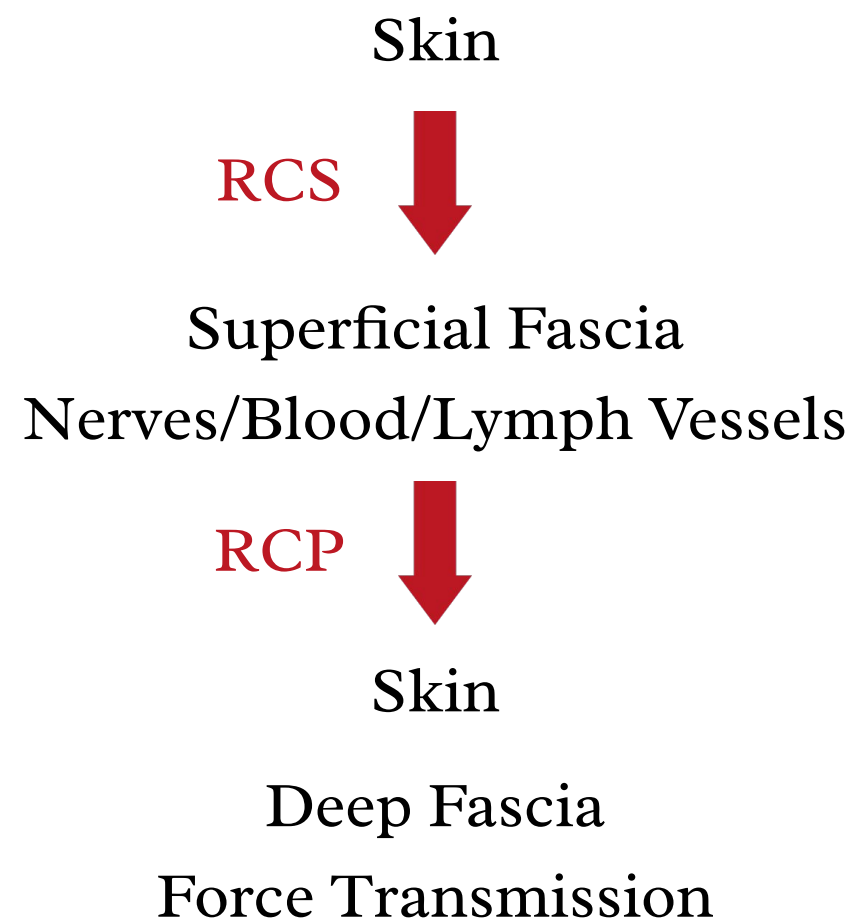 Skin
RCS
Superficial Fascia
Nerves/Blood/Lymph Vessels
RCP
Skin
Deep Fascia
Force Transmission